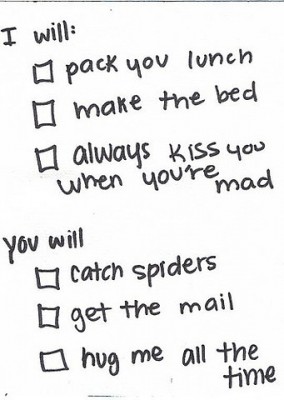 I will:
pack you lunch
make the bed
always kiss you
when you're mad
you will
catch spiders
get the mail
hug me all the
time